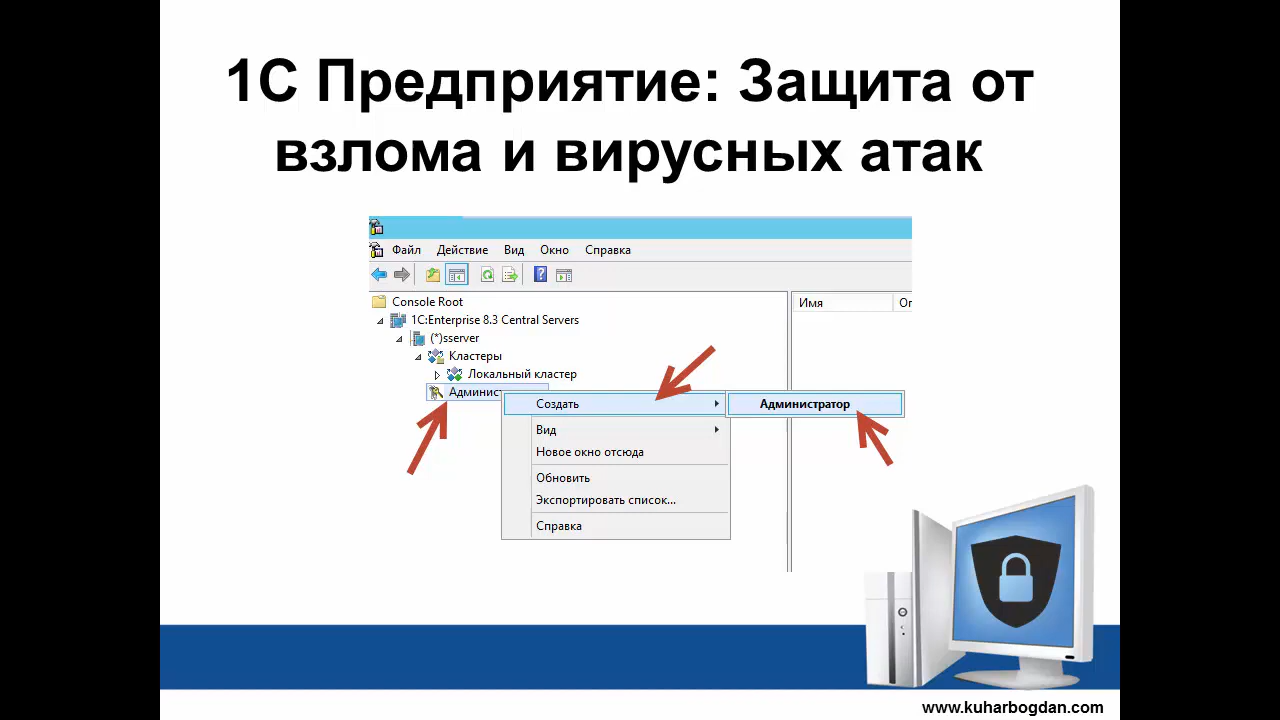 1С Предприятие: Защита от
взлома и вирусных атак
Файл Действие Вид Окно Справка
Console Root
Имя
1C:Enterprise 8.3 Central Servers
(*)sserver
Кластеры
Локальный кластер
Создать
Администратор
Вид
Новое окно отсюда
Обновить
Экспортировать список...
Справка
www.kuharbogdan.com